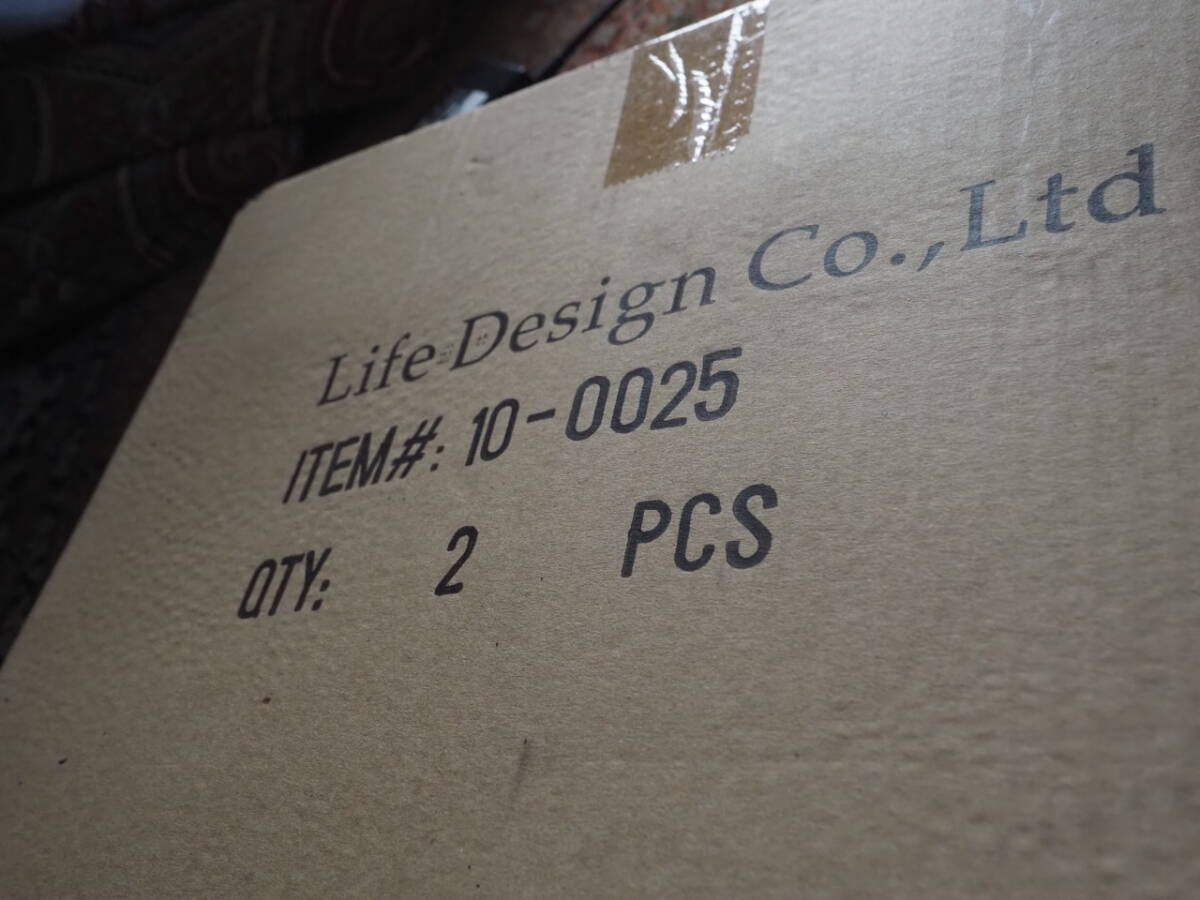 Life Design Co.,Ltd
ITEM#: 10-0025
QTY: 2 PCS